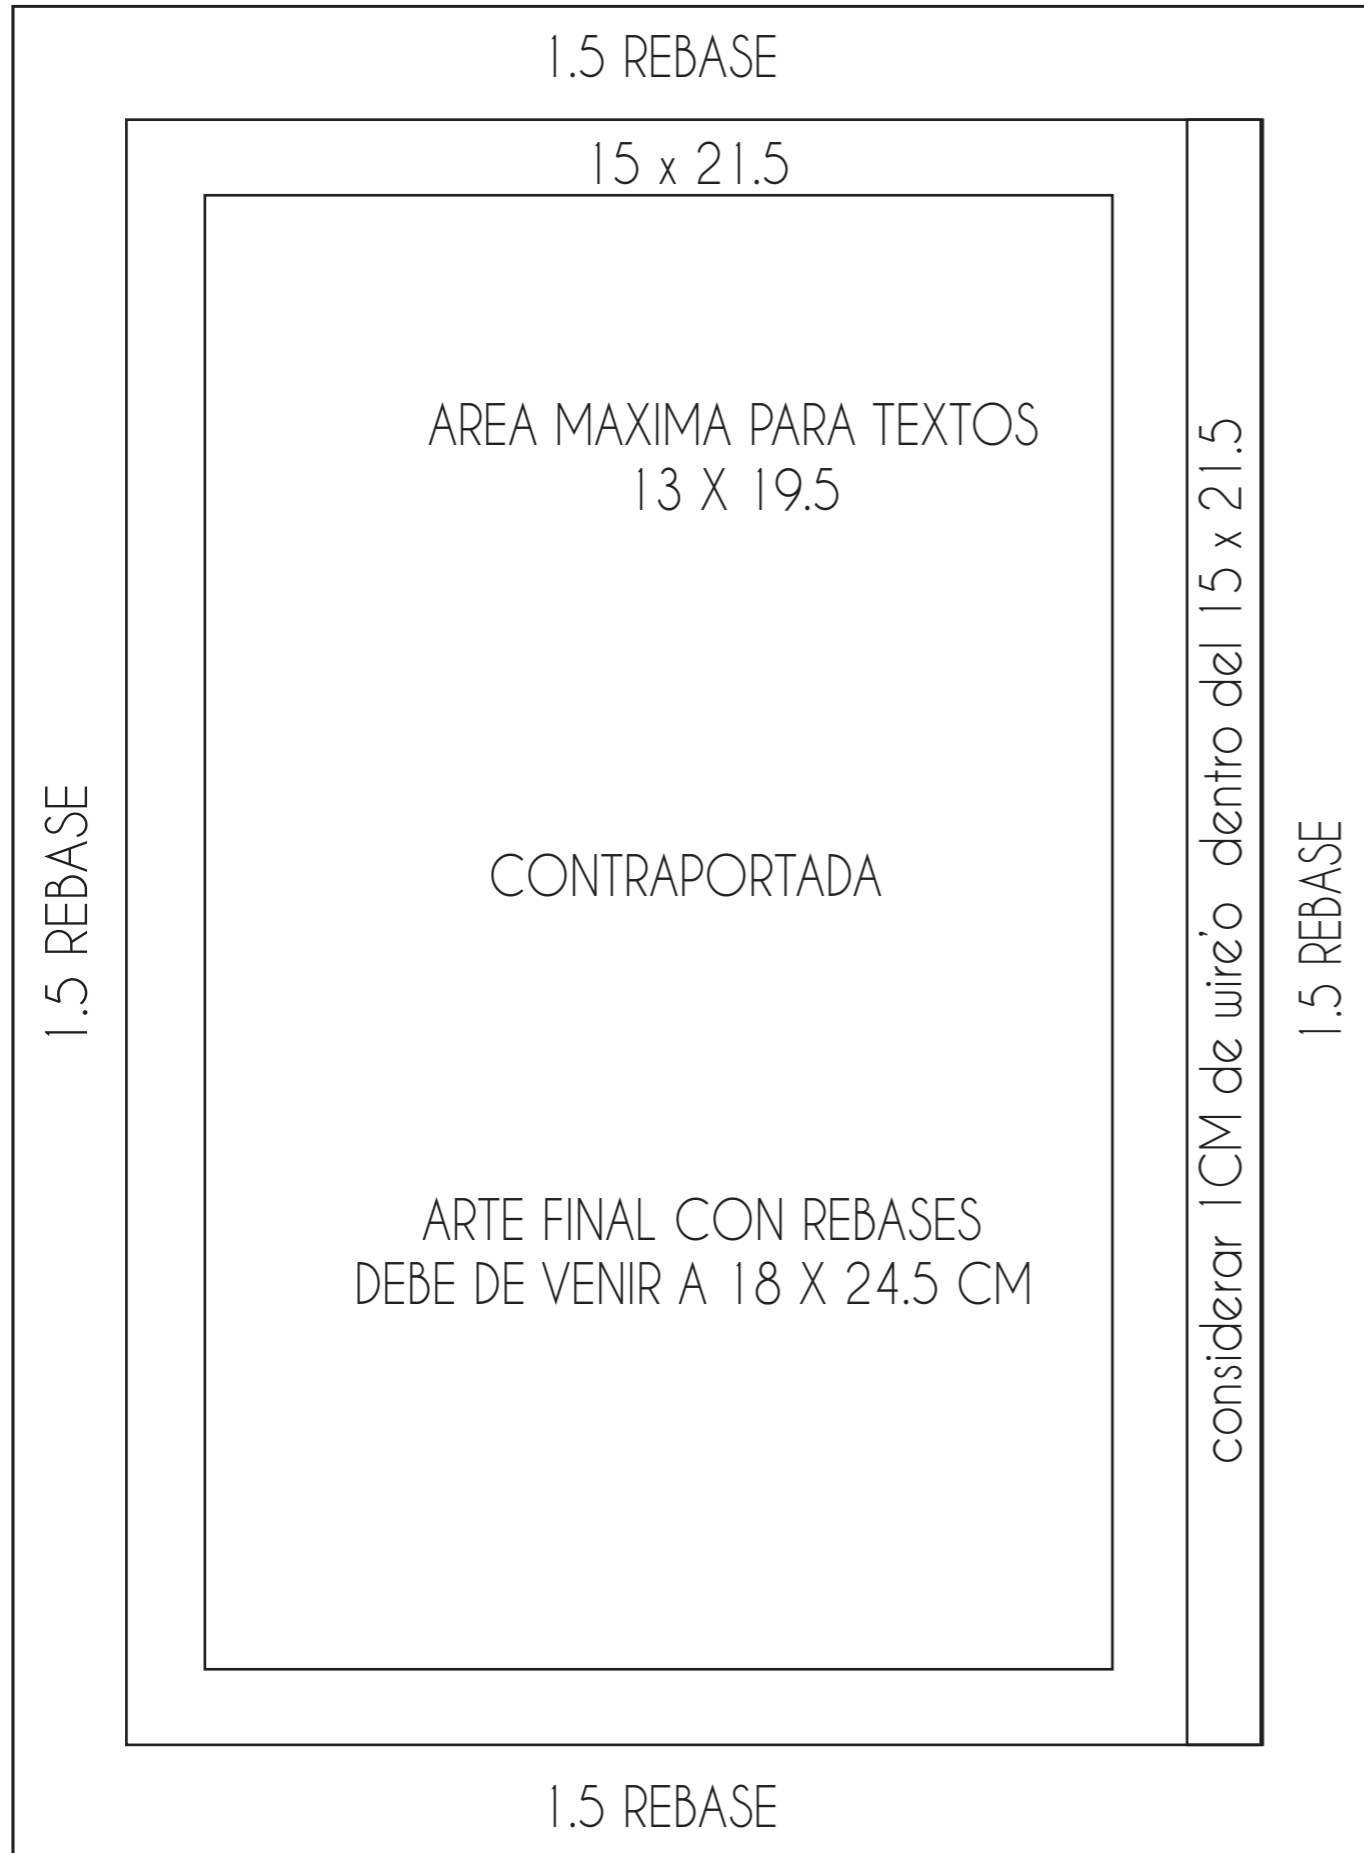 1.5 REBASE
15 x 21.5
AREA MAXIMA PARA TEXTOS
13 X 19.5
1.5 REBASE
CONTRAPORTADA
considerar 1CM de wire'o dentro del 15 x 21.5
1.5 REBASE
ARTE FINAL CON REBASES
DEBE DE VENIR A 18 X 24.5 CM
1.5 REBASE